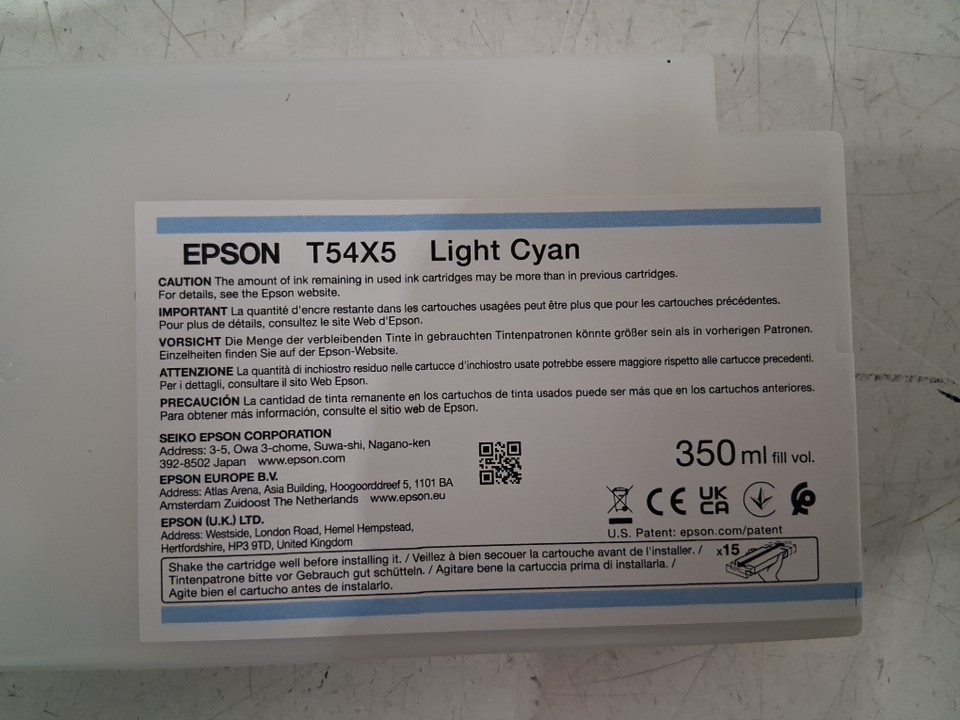 EPSON T54X5 Light Cyan
CAUTION The amount of ink remaining in used ink cartridges may be more than in previous cartridges.
For details, see the Epson website.
IMPORTANT La quantité d'encre restante dans les cartouches usagées peut être plus que pour les cartouches précédentes.
Pour plus de détails, consultez le site Web d'Epson.
VORSICHT Die Menge der verbleibenden Tinte in gebrauchten Tintenpatronen könnte größer sein als in vorherigen Patronen.
Einzelheiten finden Sie auf der Epson-Website.
ATTENZIONE La quantità di inchiostro residuo nelle cartucce d'inchiostro usate potrebbe essere maggiore rispetto alle cartucce precedenti.
Per i dettagli, consultare il sito Web Epson.
PRECAUCIÓN La cantidad de tinta remanente en los cartuchos de tinta usados puede ser más que en los cartuchos anteriores.
Para obtener más información, consulte el sitio web de Epson.
SEIKO EPSON CORPORATION
Address: 3-5, Owa 3-chome, Suwa-shi, Nagano-ken
392-8502 Japan www.epson.com
EPSON EUROPE B.V.
Address: Atlas Arena, Asia Building, Hoogoorddreef 5, 1101 BA
Amsterdam Zuidoost The Netherlands www.epson.eu
EPSON (U.K.) LTD.
Address: Westside, London Road, Hemel Hempstead,
Hertfordshire, HP3 9TD, United Kingdom
350 ml fill vol.
CE UK
CA
U.S. Patent: epson.com/patent
Shake the cartridge well before installing it. / Veillez à bien secouer la cartouche avant de l'installer. /
Tintenpatrone bitte vor Gebrauch gut schütteln. / Agitare bene la cartuccia prima di installarla. /
Agite bien el cartucho antes de instalarlo.
x15